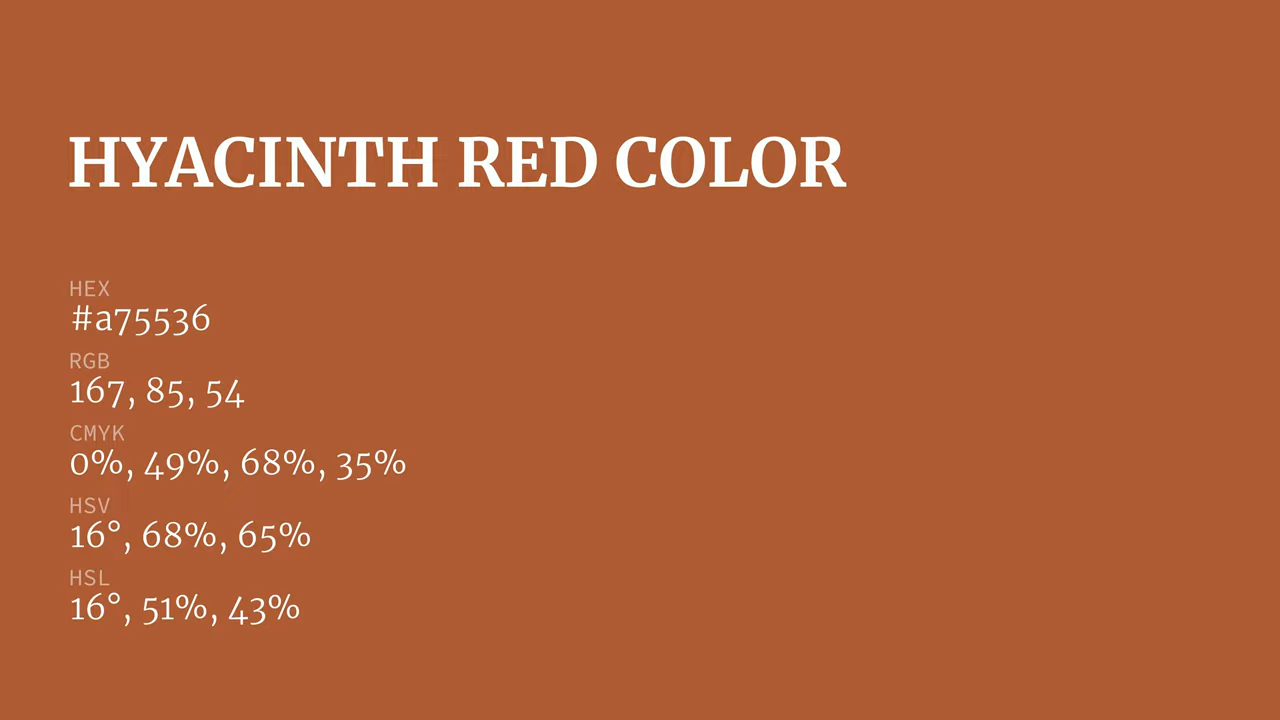 HYACINTH RED COLOR
HEX
#a75536
RGB
167, 85, 54
CMYK
0%, 49%, 68%, 35%
HSV
16°, 68%, 65%
HSL
16°, 51%, 43%